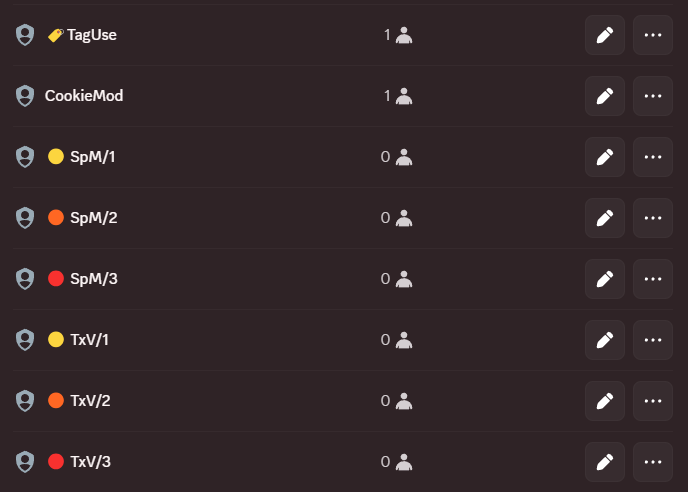 🏷️TagUse 1
CookieMod 1
🟡 SpM/1 0
🟠 SpM/2 0
🔴 SpM/3 0
🟡 TxV/1 0
🟠 TxV/2 0
🔴 TxV/3 0